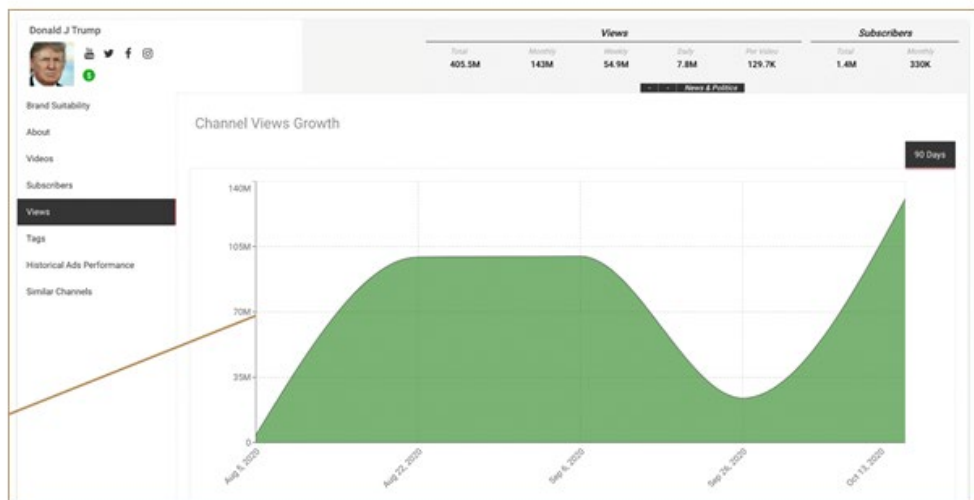 Donald J Trump
Views
Subscribers
Total Monthly Weekly Daily Per Video Total Monthly
405.5M 143M 54.9M 7.8M 129.7K 1.4M 330K
News & Politics
Brand Suitability
About
Videos
Subscribers
Views
Tags
Historical Ads Performance
Similar Channels
Channel Views Growth
90 Days
140M
105M
70M
35M
0
Aug 5, 2020
Aug 22, 2020
Sep 6, 2020
Sep 26, 2020
Oct 13, 2020